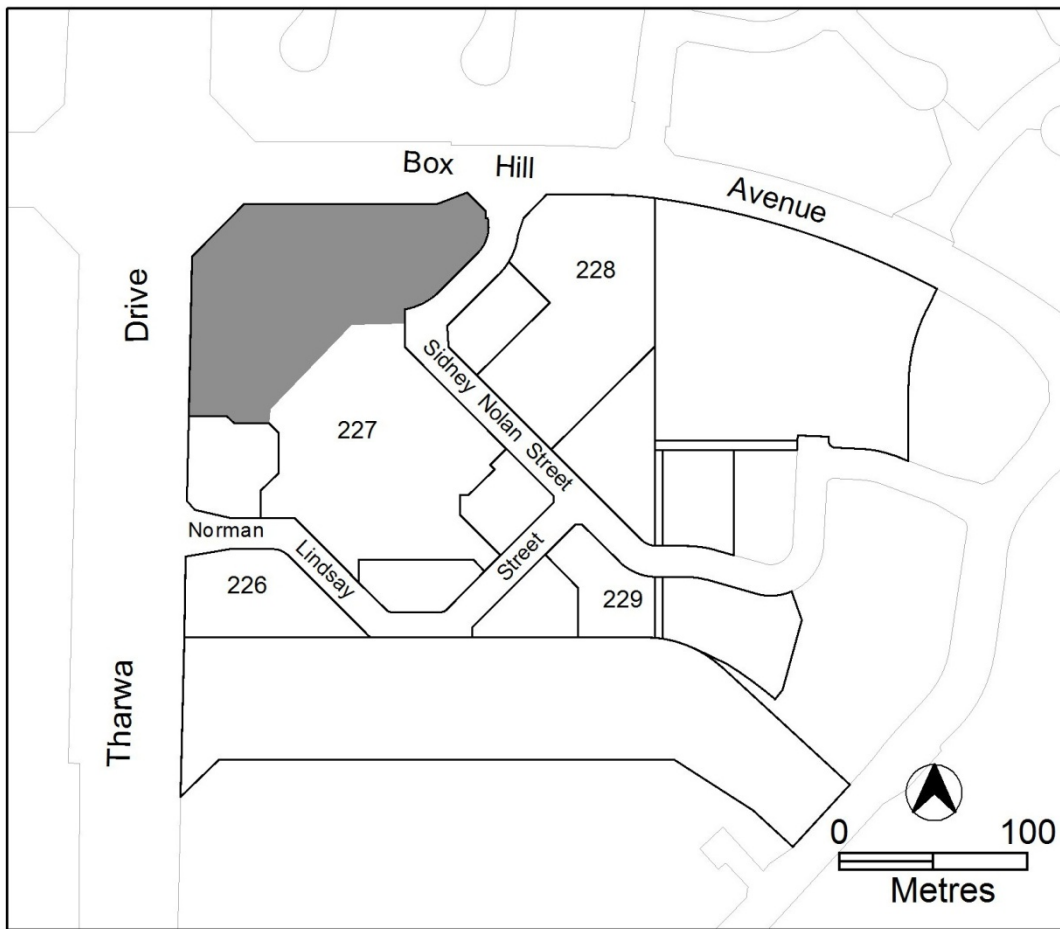 Box Hill Avenue
228
Drive
Sidney Nolan Street
227
Norman Lindsay Street
226
229
Tharwa
0 100
Metres